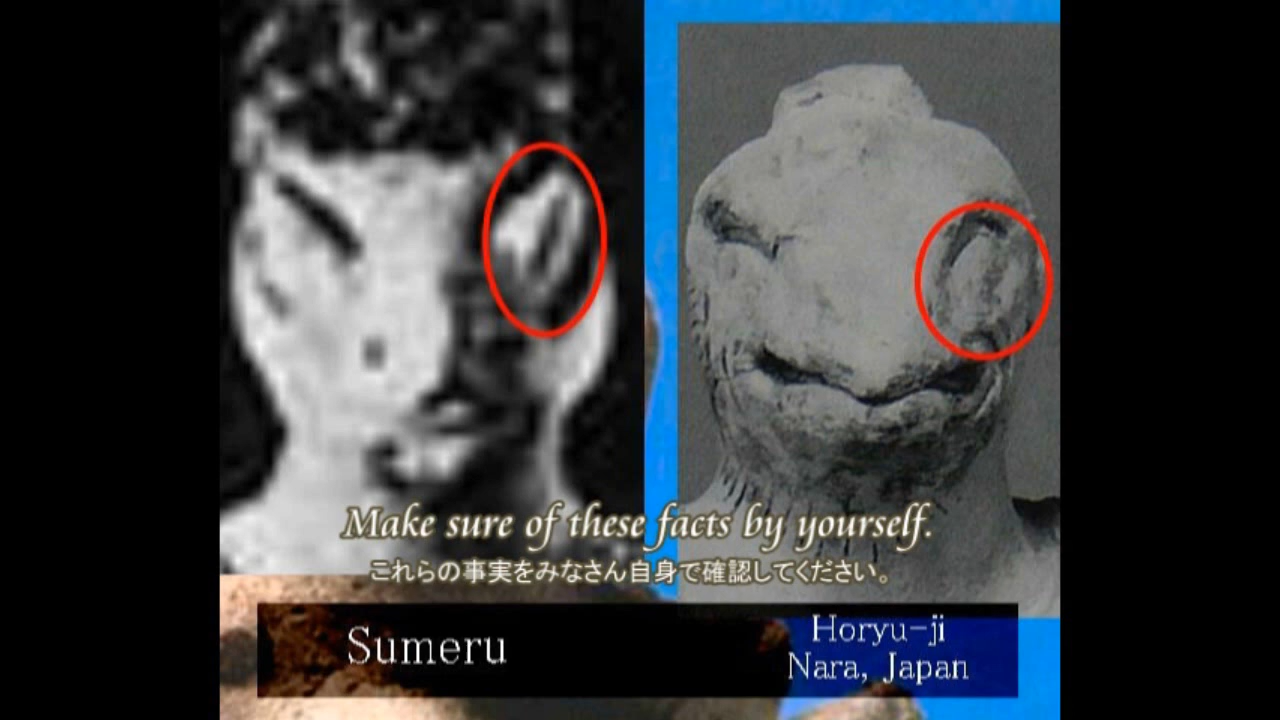 Make sure of these facts by yourself.
これらの事実をみなさん自身で確認してください。
Sumeru
Horyu-ji
Nara, Japan